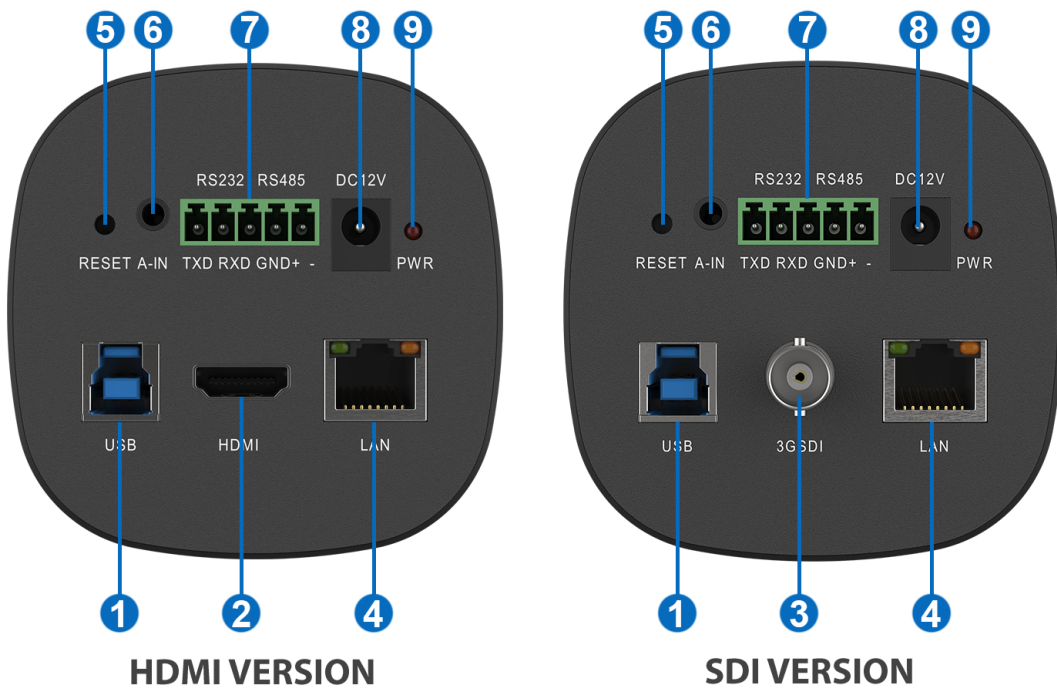 5 6 7 8 9 5 6 7 8 9
RS232 RS485 DC12V RS232 RS485 DC12V
RESET A-IN TXD RXD GND+ - PWR RESET A-IN TXD RXD GND+ - PWR
USB HDMI LAN USB 3GSDI LAN
1 2 4 1 3 4
HDMI VERSION SDI VERSION